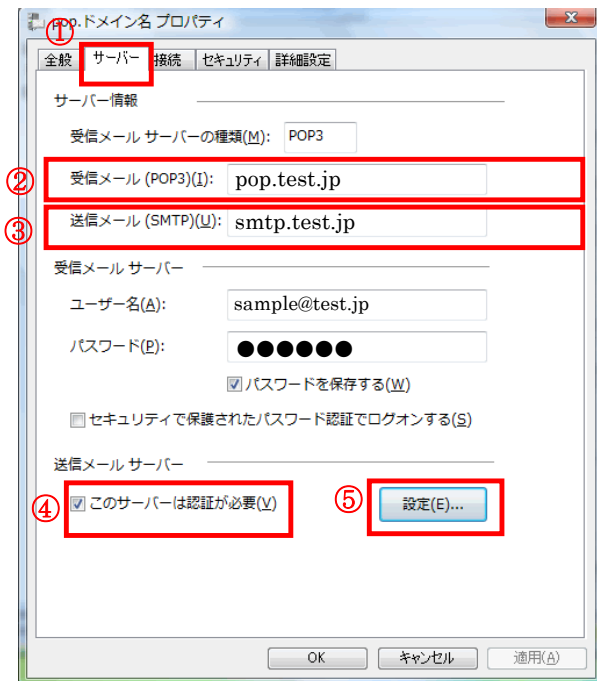 pop.ドメイン名 プロパティ
①
全般 サーバー 接続 セキュリティ 詳細設定
サーバー情報
受信メール サーバーの種類(M): POP3
② 受信メール (POP3)(I): pop.test.jp
③ 送信メール (SMTP)(U): smtp.test.jp
受信メール サーバー
ユーザー名(A): sample@test.jp
パスワード(P): ●●●●●●
パスワードを保存する(W)
セキュリティで保護されたパスワード認証でログオンする(S)
送信メール サーバー
④ このサーバーは認証が必要(V) ⑤ 設定(E)...
OK キャンセル 適用(A)